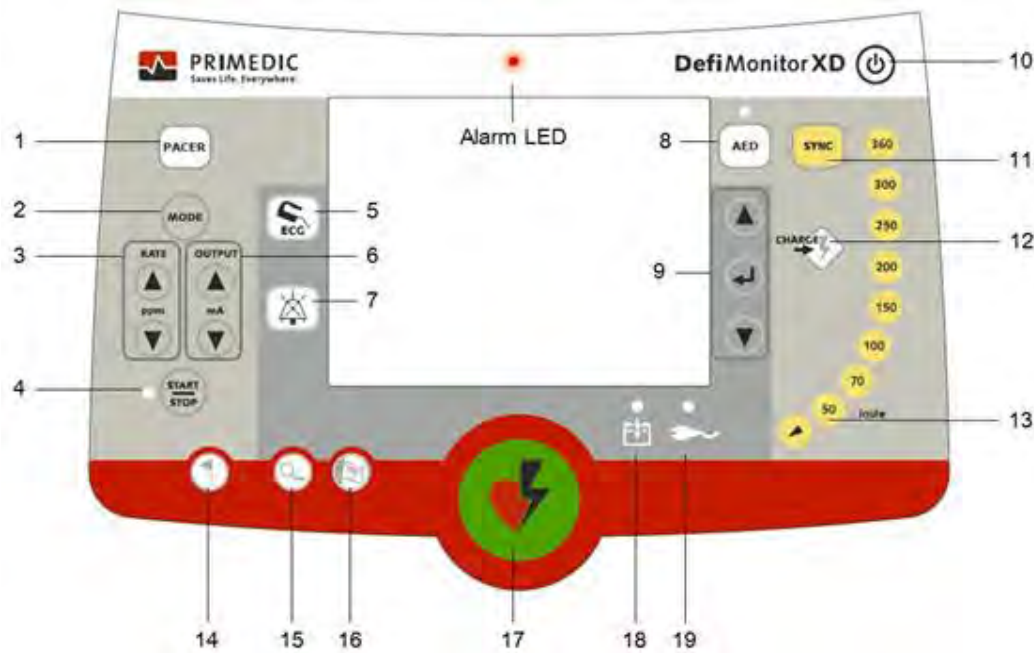 PRIMEDIC
Saves Life. Everywhere.
DefiMonitor XD
10
Alarm LED
1
PACER
8
AED
SYNC
360
11
300
2
MODE
5
ECG
250
CHARGE
12
3
RATE
OUTPUT
6
9
200
ppm
mA
7
150
100
4
START
STOP
70
50
Joule
13
14
15
16
17
18
19